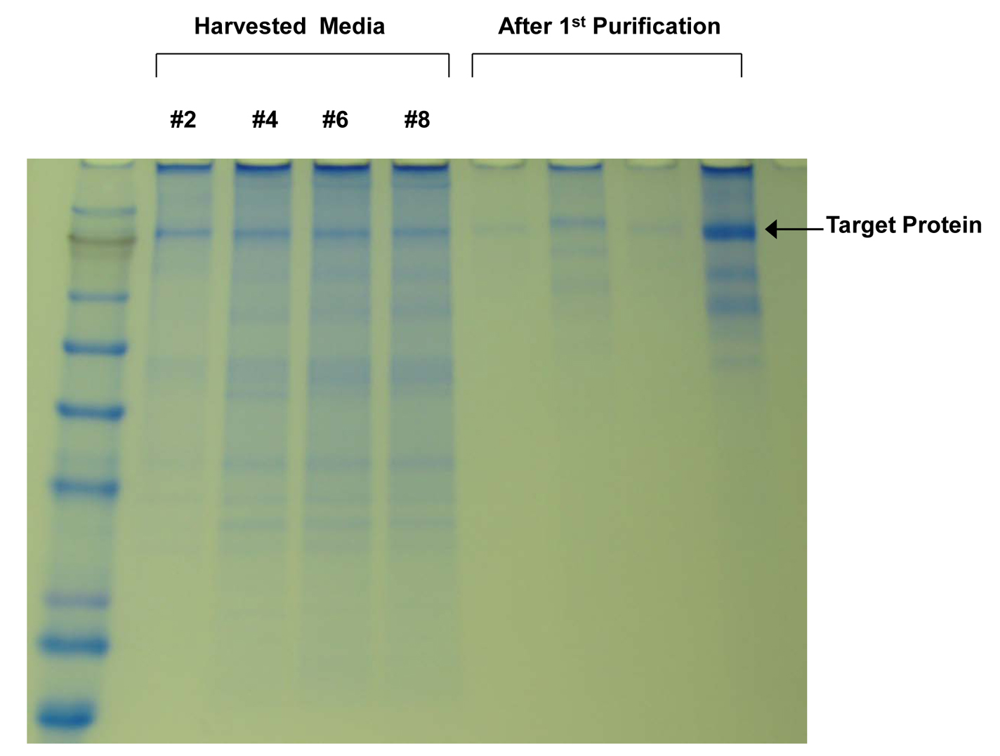 Harvested Media
After 1st Purification
#2 #4 #6 #8
Target Protein